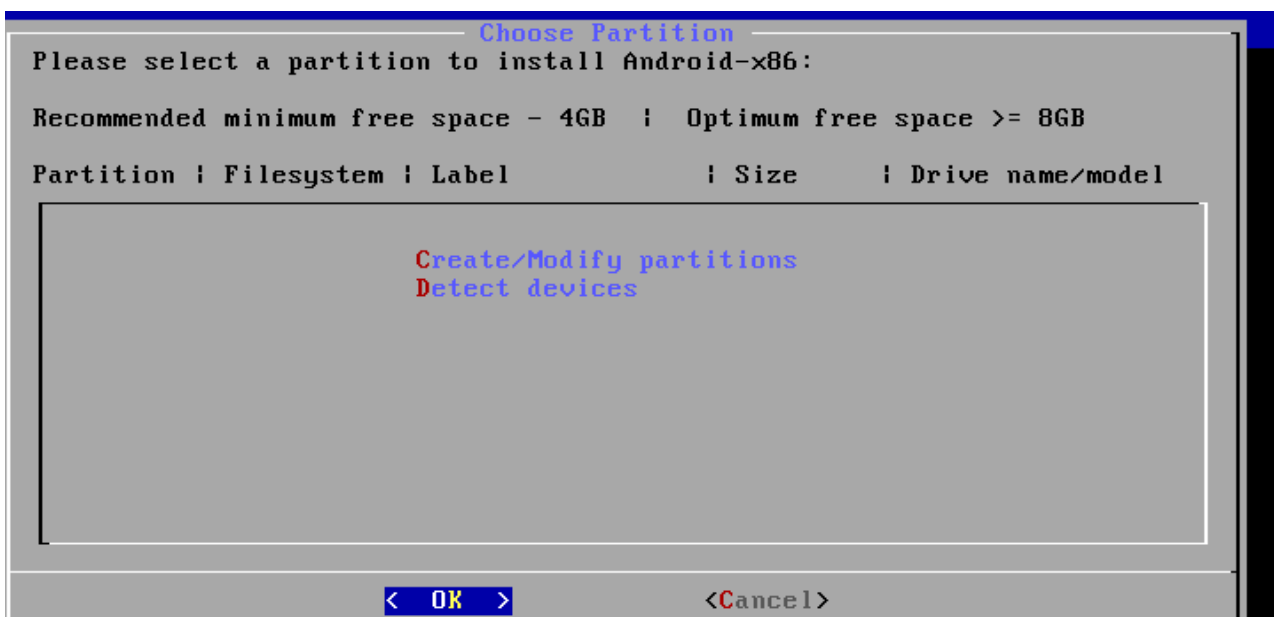 Choose Partition
Please select a partition to install Android-x86:
Recommended minimum free space - 4GB ¦ Optimum free space >= 8GB
Partition ¦ Filesystem ¦ Label ¦ Size ¦ Drive name/model
Create/Modify partitions
Detect devices
< OK > <Cancel>